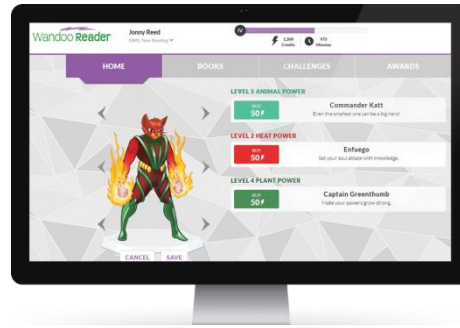 Wandoo Reader
Jonny Reed
IV
1,200
Credits
975
Minutes
HOME
BOOKS
CHALLENGES
AWARDS
LEVEL 5 ANIMAL POWER
BUY
50
Commander Katt
Even the smallest one can be a big hero!
LEVEL 2 HEAT POWER
BUY
50
Enfuego
Set your soul ablaze with knowledge.
LEVEL 4 PLANT POWER
BUY
50
Captain Greenthumb
Make your powers grow strong.
CANCEL
SAVE